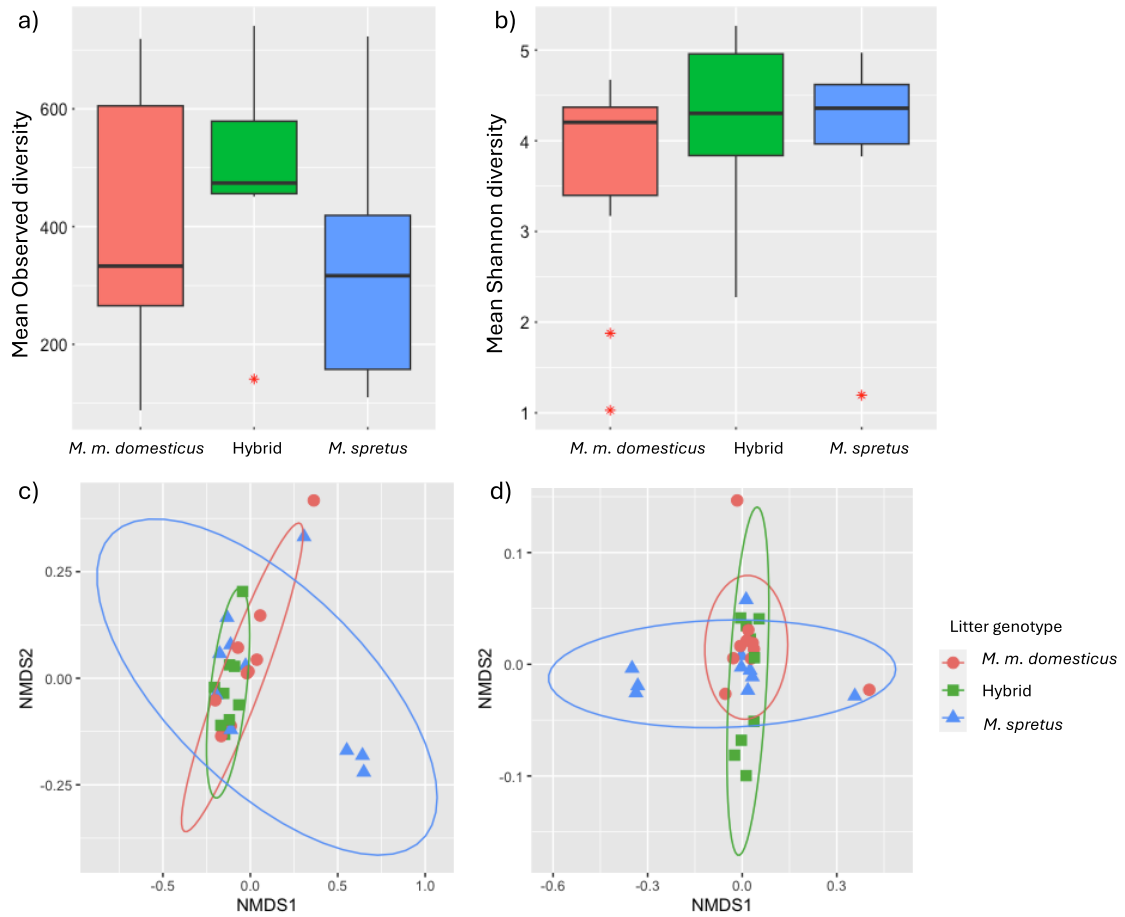 a)
Mean Observed diversity
600
400
200
M. m. domesticus Hybrid M. spretus
b)
Mean Shannon diversity
5
4
3
2
1
M. m. domesticus Hybrid M. spretus
c)
NMDS2
0.25
0.00
-0.25
-0.5 0.0 0.5 1.0
NMDS1
d)
NMDS2
0.1
0.0
-0.1
-0.6 -0.3 0.0 0.3
NMDS1
Litter genotype
M. m. domesticus
Hybrid
M. spretus